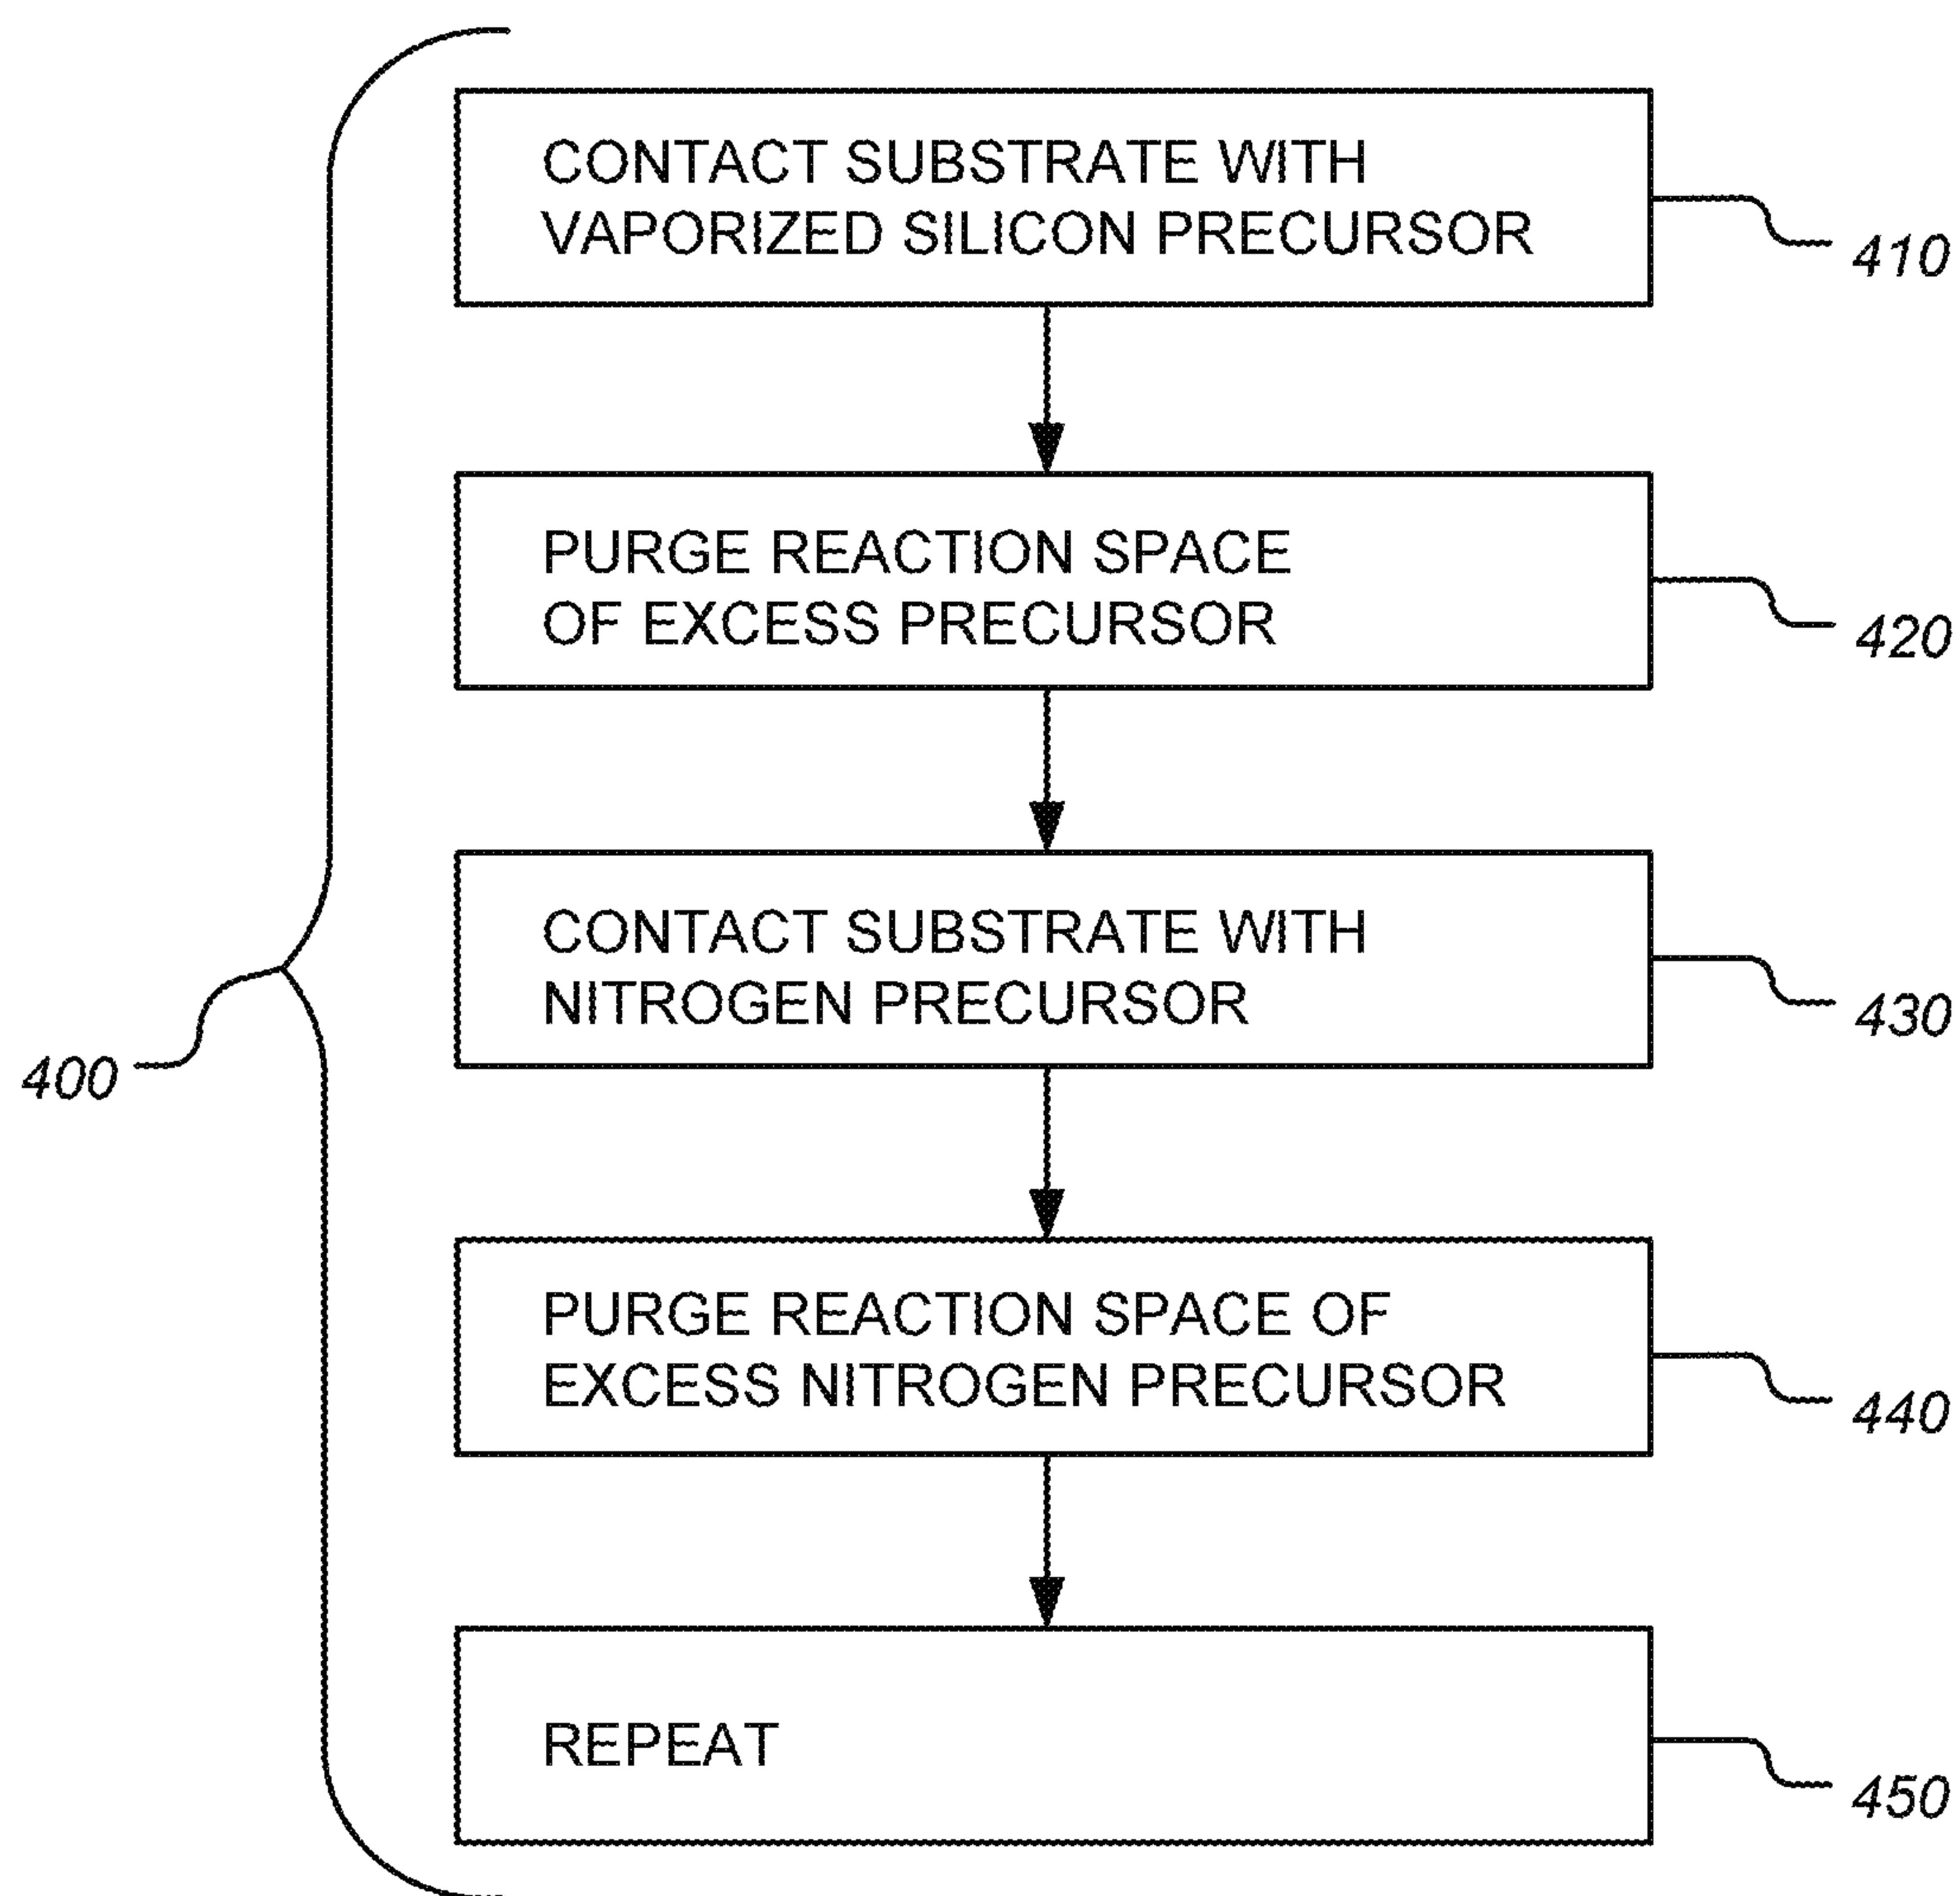 CONTACT SUBSTRATE WITH
VAPORIZED SILICON PRECURSOR
410
PURGE REACTION SPACE
OF EXCESS PRECURSOR
420
CONTACT SUBSTRATE WITH
NITROGEN PRECURSOR
430
400
PURGE REACTION SPACE OF
EXCESS NITROGEN PRECURSOR
440
REPEAT
450